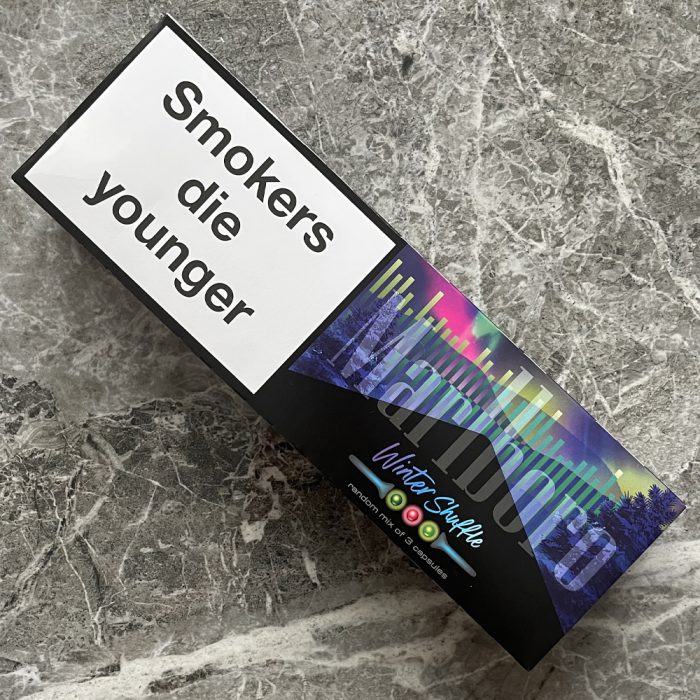 Smokers
die
younger
Marlboro
Winter Shuffle
random mix of 3 capsules